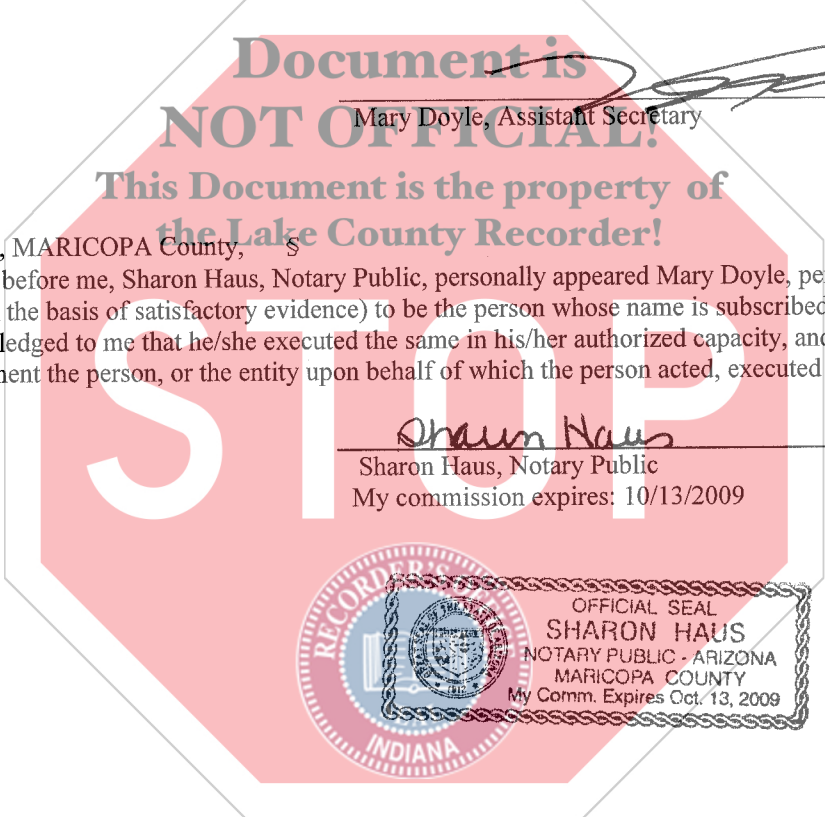 Document is
NOT OFFICIAL!
Mary Doyle, Assistant Secretary
This Document is the property of
the Lake County Recorder!
, MARICOPA County, §
before me, Sharon Haus, Notary Public, personally appeared Mary Doyle, pe
the basis of satisfactory evidence) to be the person whose name is subscribed
ledged to me that he/she executed the same in his/her authorized capacity, and
ent the person, or the entity upon behalf of which the person acted, executed
STOP
Sharon Haus
Sharon Haus, Notary Public
My commission expires: 10/13/2009
OFFICIAL SEAL
SHARON HAUS
NOTARY PUBLIC - ARIZONA
MARICOPA COUNTY
My Comm. Expires Oct. 13, 2009
RECORDER'S
INDIANA